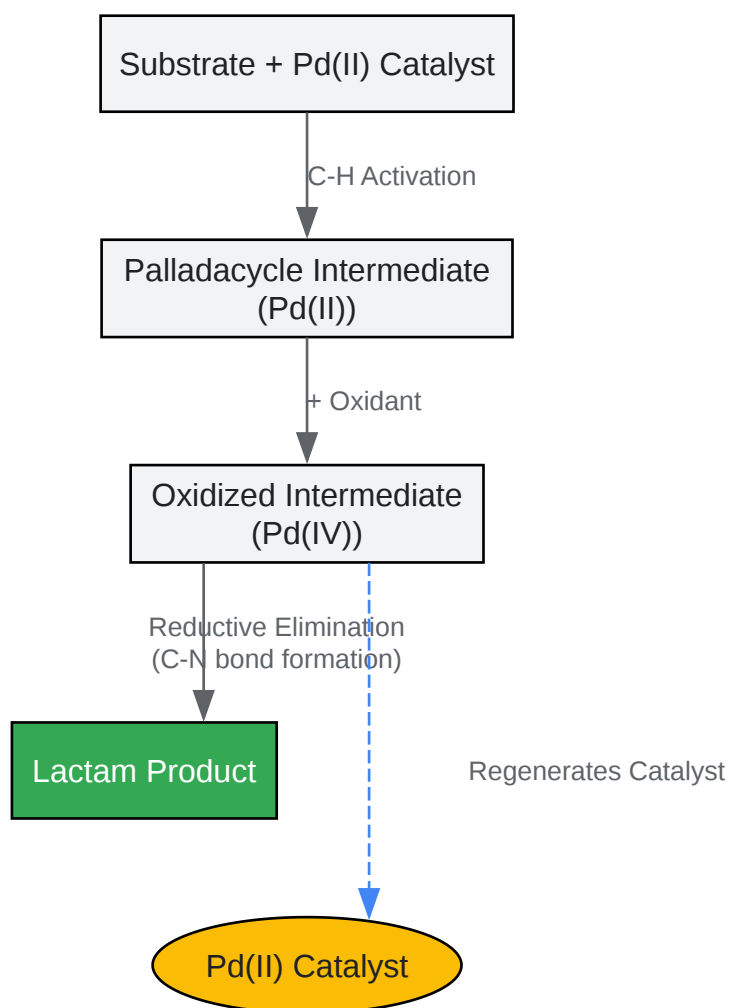 Substrate + Pd(II) Catalyst
C-H Activation
Palladacycle Intermediate
(Pd(II))
+ Oxidant
Oxidized Intermediate
(Pd(IV))
Reductive Elimination
(C-N bond formation)
Lactam Product
Regenerates Catalyst
Pd(II) Catalyst